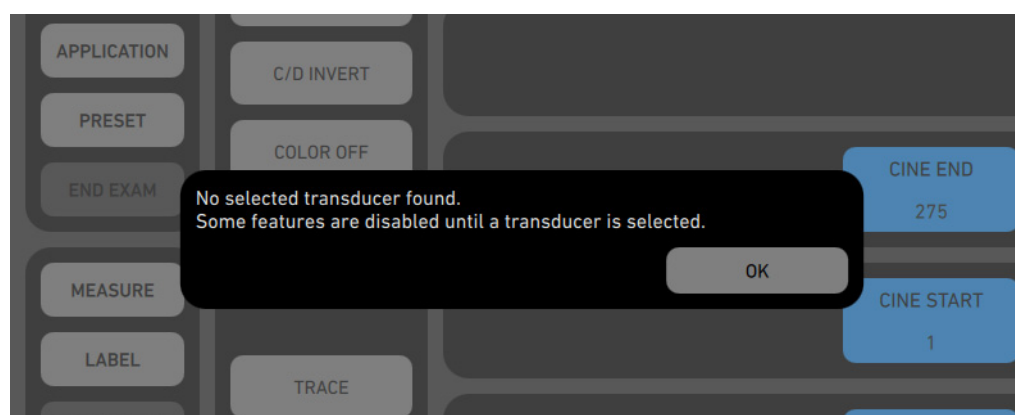 APPLICATION
PRESET
END EXAM
MEASURE
LABEL
C/D INVERT
COLOR OFF
TRACE
No selected transducer found.
Some features are disabled until a transducer is selected.
OK
CINE END
275
CINE START
1